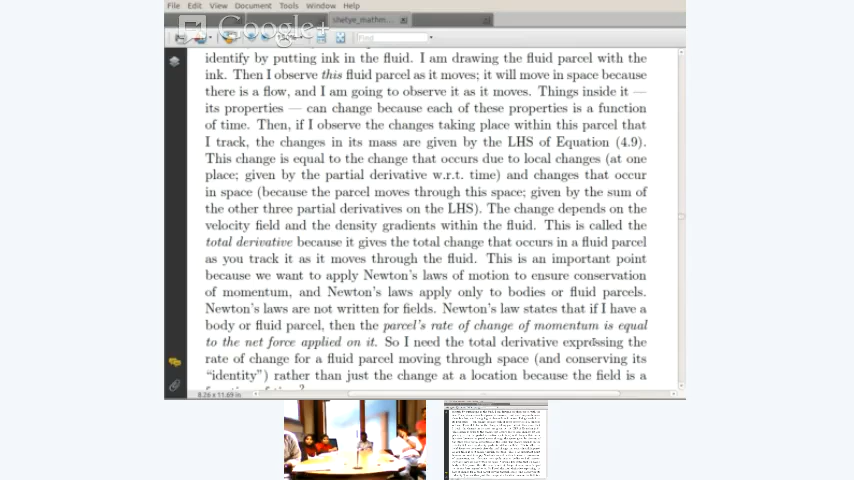 File Edit View Document Tools Window Help
shetye_mathm...
Google+
Find
identify by putting ink in the fluid. I am drawing the fluid parcel with the
ink. Then I observe this fluid parcel as it moves; it will move in space because
there is a flow, and I am going to observe it as it moves. Things inside it —
its properties — can change because each of these properties is a function
of time. Then, if I observe the changes taking place within this parcel that
I track, the changes in its mass are given by the LHS of Equation (4.9).
This change is equal to the change that occurs due to local changes (at one
place; given by the partial derivative w.r.t. time) and changes that occur
in space (because the parcel moves through this space; given by the sum of
the other three partial derivatives on the LHS). The change depends on the
velocity field and the density gradients within the fluid. This is called the
total derivative because it gives the total change that occurs in a fluid parcel
as you track it as it moves through the fluid. This is an important point
because we want to apply Newton's laws of motion to ensure conservation
of momentum, and Newton's laws apply only to bodies or fluid parcels.
Newton's laws are not written for fields. Newton's law states that if I have a
body or fluid parcel, then the parcel's rate of change of momentum is equal
to the net force applied on it. So I need the total derivative expressing the
rate of change for a fluid parcel moving through space (and conserving its
"identity") rather than just the change at a location because the field is a
8.26 x 11.69 in